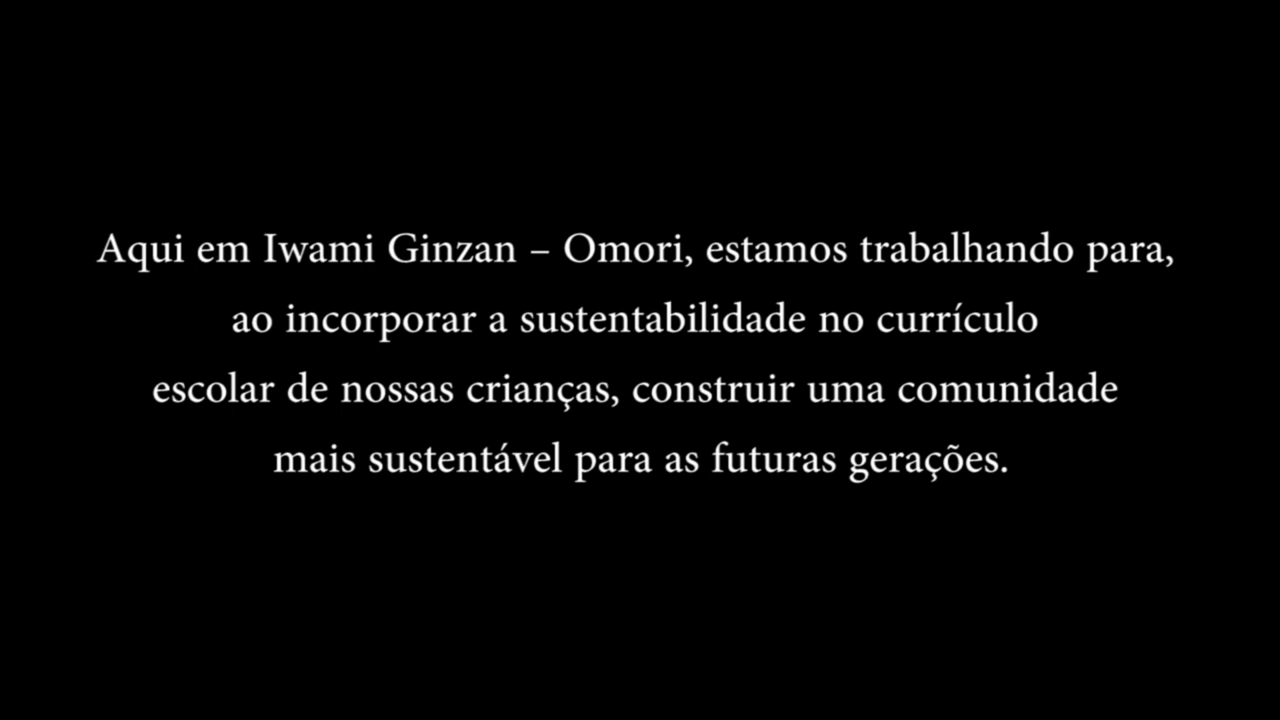 Aqui em Iwami Ginzan – Omori, estamos trabalhando para,
ao incorporar a sustentabilidade no currículo
escolar de nossas crianças, construir uma comunidade
mais sustentável para as futuras gerações.